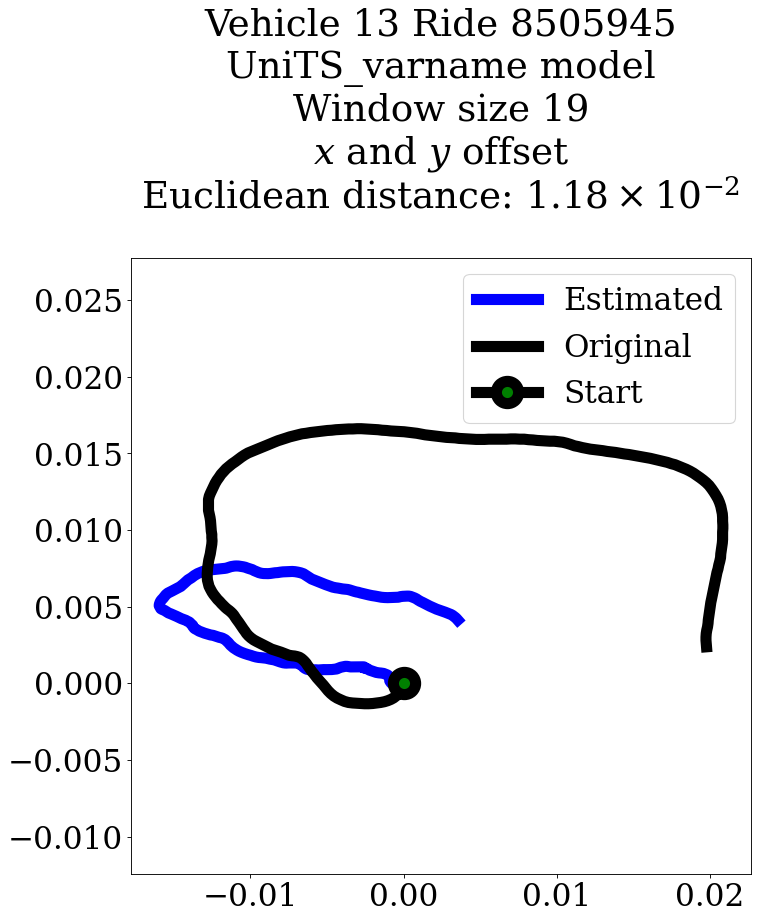 Vehicle 13 Ride 8505945
UniTS_varname model
Window size 19
x and y offset
Euclidean distance: 1.18 × 10⁻²
Estimated
Original
Start
0.025
0.020
0.015
0.010
0.005
0.000
−0.005
−0.010
−0.01 0.00 0.01 0.02